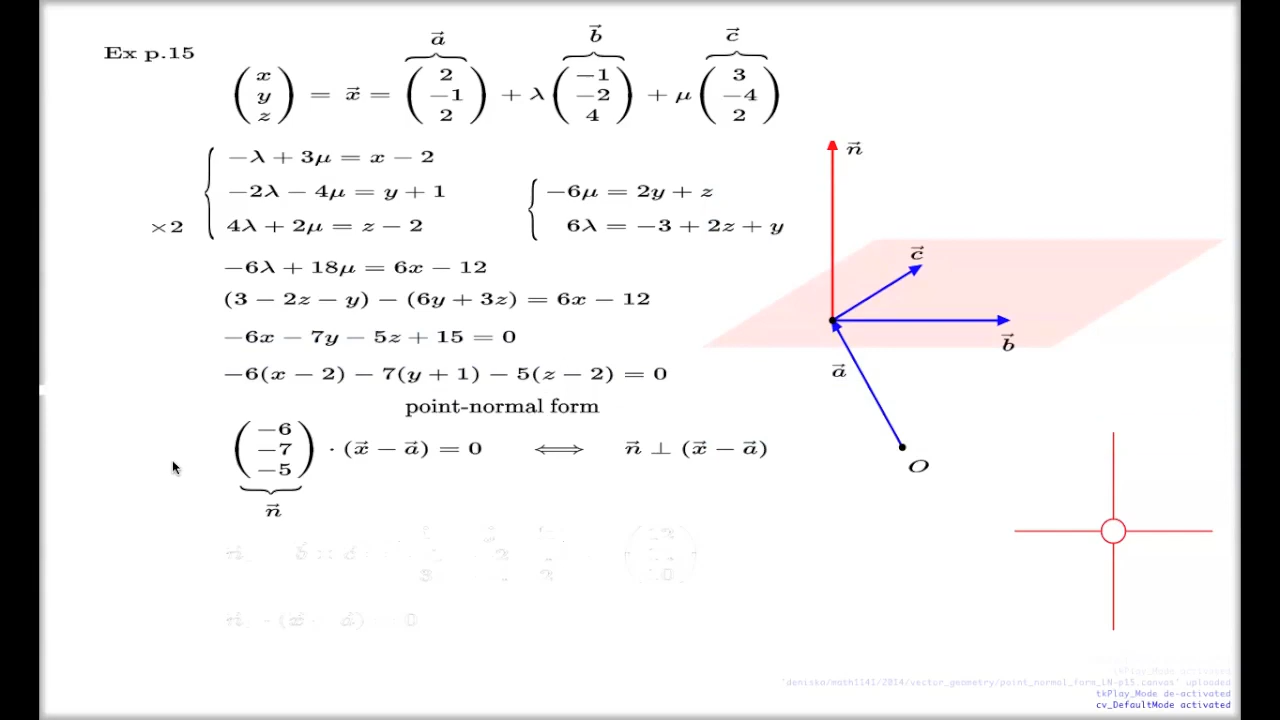 Ex p.15
a⃗ b⃗ c⃗
(x y z) = x⃗ = (2 −1 2) + λ (−1 −2 4) + μ (3 −4 2)
−λ + 3μ = x − 2
−2λ − 4μ = y + 1
×2 4λ + 2μ = z − 2
−6μ = 2y + z
6λ = −3 + 2z + y
−6λ + 18μ = 6x − 12
(3 − 2z − y) − (6y + 3z) = 6x − 12
−6x − 7y − 5z + 15 = 0
−6(x − 2) − 7(y + 1) − 5(z − 2) = 0
point-normal form
(−6 −7 −5) · (x⃗ − a⃗) = 0 ⟺ n⃗ ⊥ (x⃗ − a⃗)
n⃗
n⃗
c⃗
b⃗
a⃗
O
tkPlay_Mode activated
tkPlay_Mode de-activated
cv_DefaultMode activated